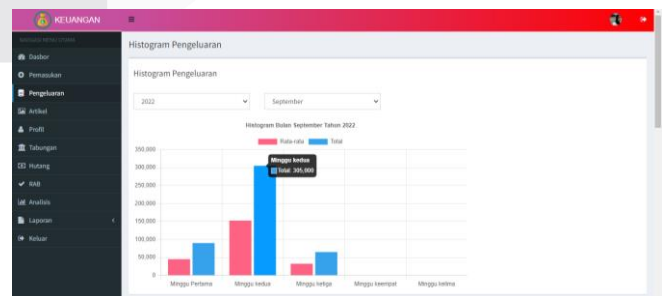 KEUANGAN
Dasbor
Pemasukan
Pengeluaran
Artikel
Profil
Tabungan
Hutang
RAB
Analisis
Laporan
Keluar
Histogram Pengeluaran
Histogram Pengeluaran
2022
September
Histogram Bulan September Tahun 2022
Rata-rata Total
350,000
300,000
250,000
200,000
150,000
100,000
50,000
0
Minggu kedua
Total: 305,000
Minggu Pertama Minggu kedua Minggu ketiga Minggu keempat Minggu kelima